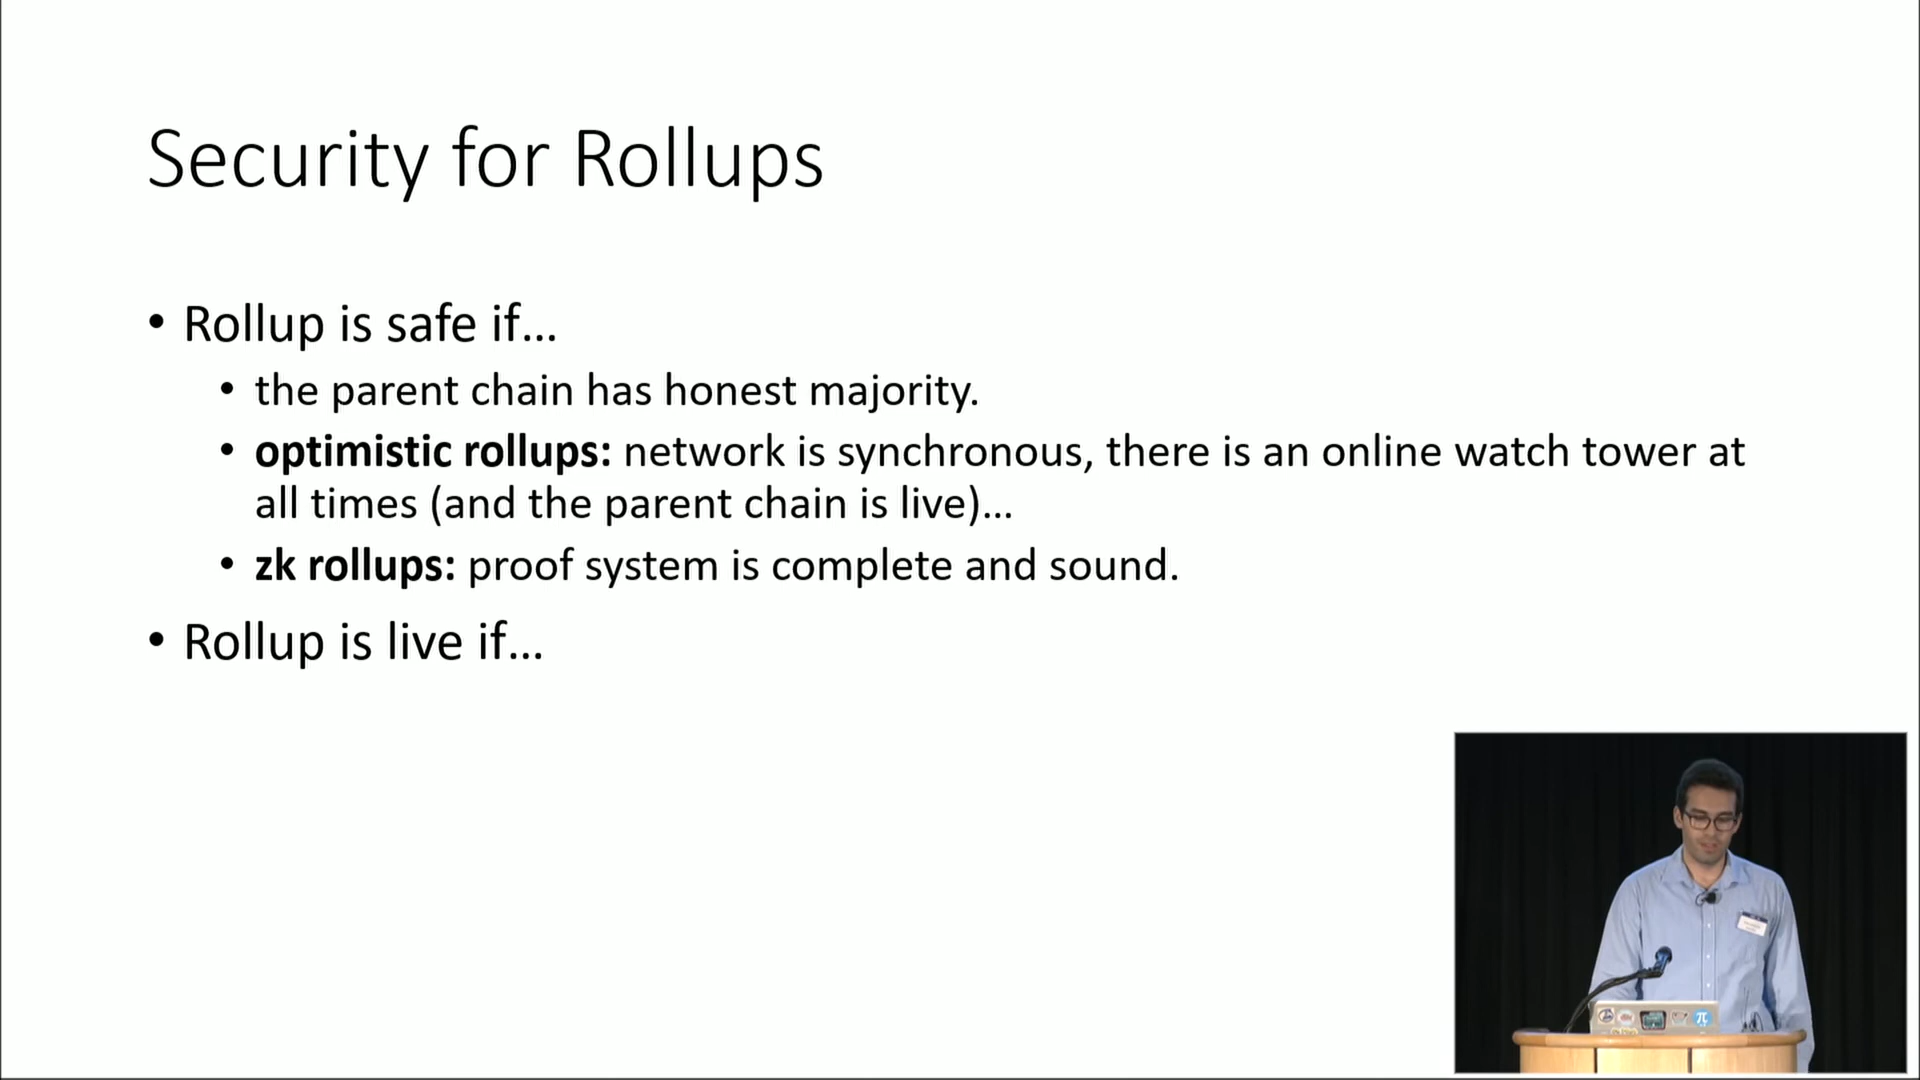 Security for Rollups
• Rollup is safe if...
• the parent chain has honest majority.
• optimistic rollups: network is synchronous, there is an online watch tower at
all times (and the parent chain is live)...
• zk rollups: proof system is complete and sound.
• Rollup is live if...
π